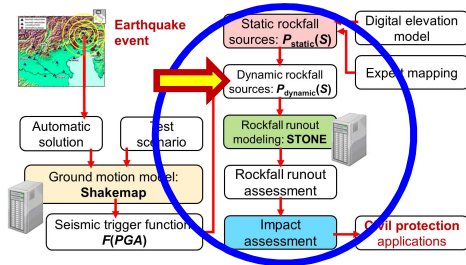 Earthquake
event
Static rockfall
sources: Pstatic(S)
Digital elevation
model
Dynamic rockfall
sources: Pdynamic(S)
Expert mapping
Automatic
solution
Test
scenario
Rockfall runout
modeling: STONE
Ground motion model:
Shakemap
Rockfall runout
assessment
Seismic trigger function
F(PGA)
Impact
assessment
Civil protection
applications